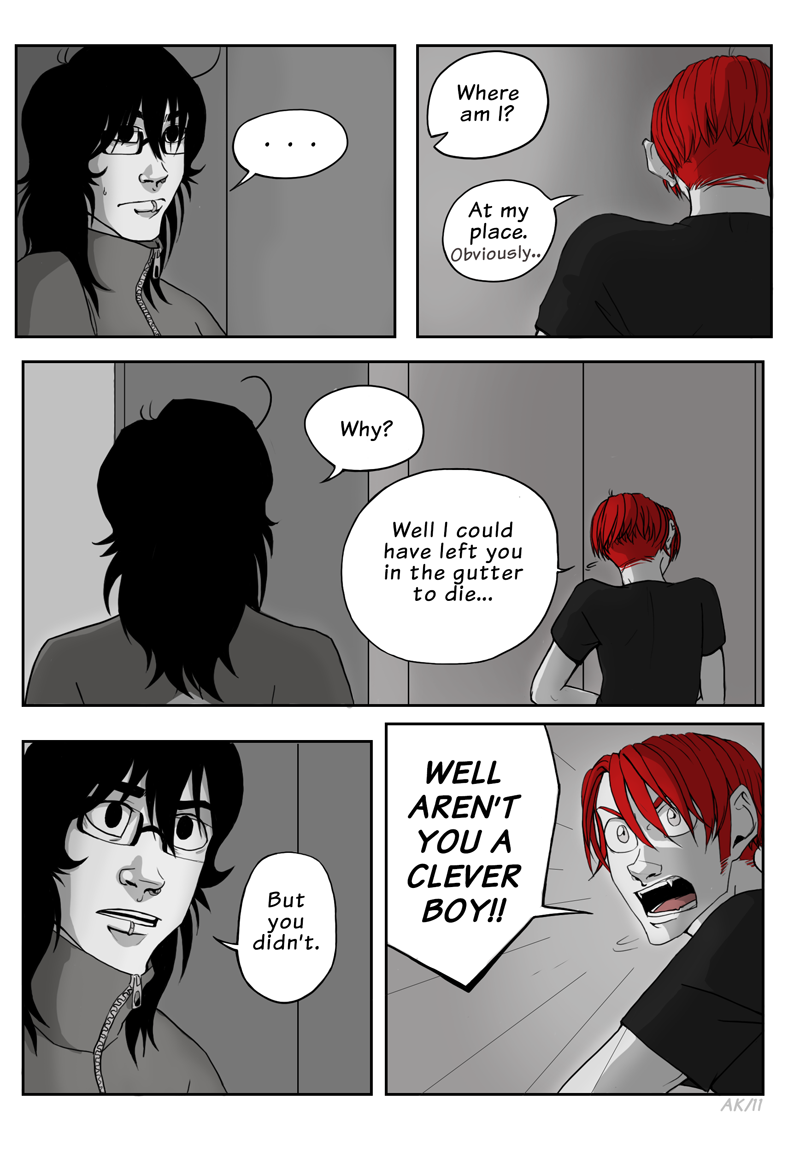 . . .
Where
am I?
At my
place.
Obviously..
Why?
Well I could
have left you
in the gutter
to die...
But
you
didn't.
WELL
AREN'T
YOU A
CLEVER
BOY!!
AK/11